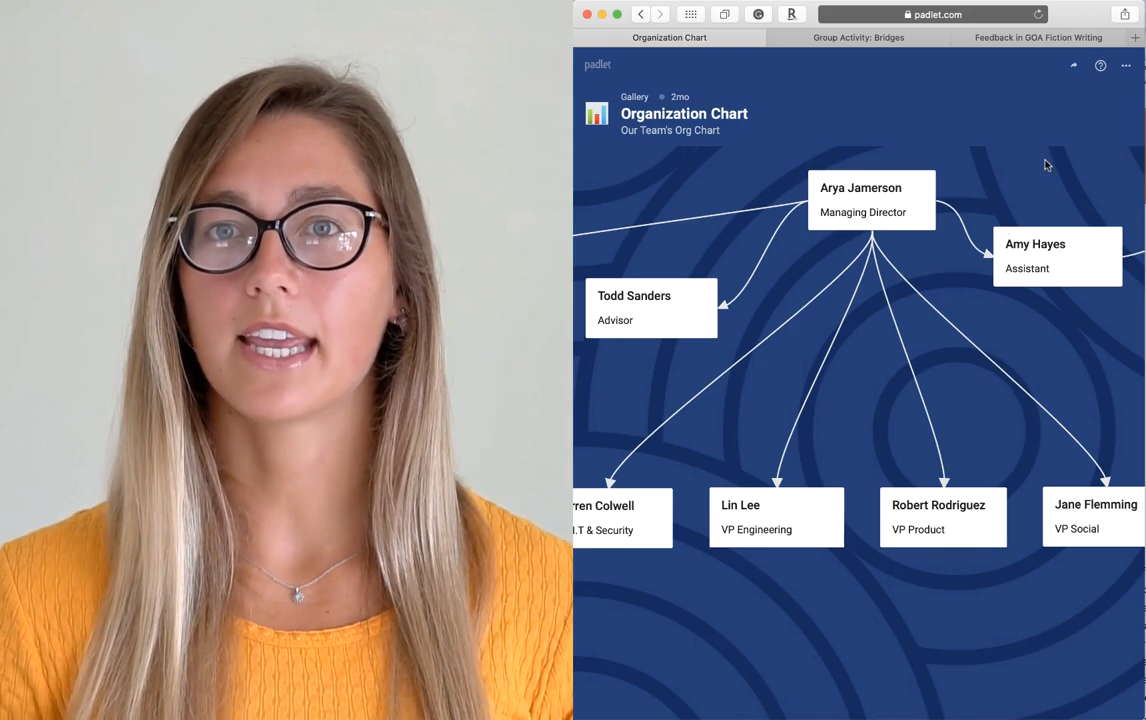 padlet.com
Organization Chart
Group Activity: Bridges
Feedback in GOA Fiction Writing
padlet
Gallery 2mo
Organization Chart
Our Team's Org Chart
Arya Jamerson
Managing Director
Amy Hayes
Assistant
Todd Sanders
Advisor
Colwell
I.T & Security
Lin Lee
VP Engineering
Robert Rodriguez
VP Product
Jane Flemming
VP Social